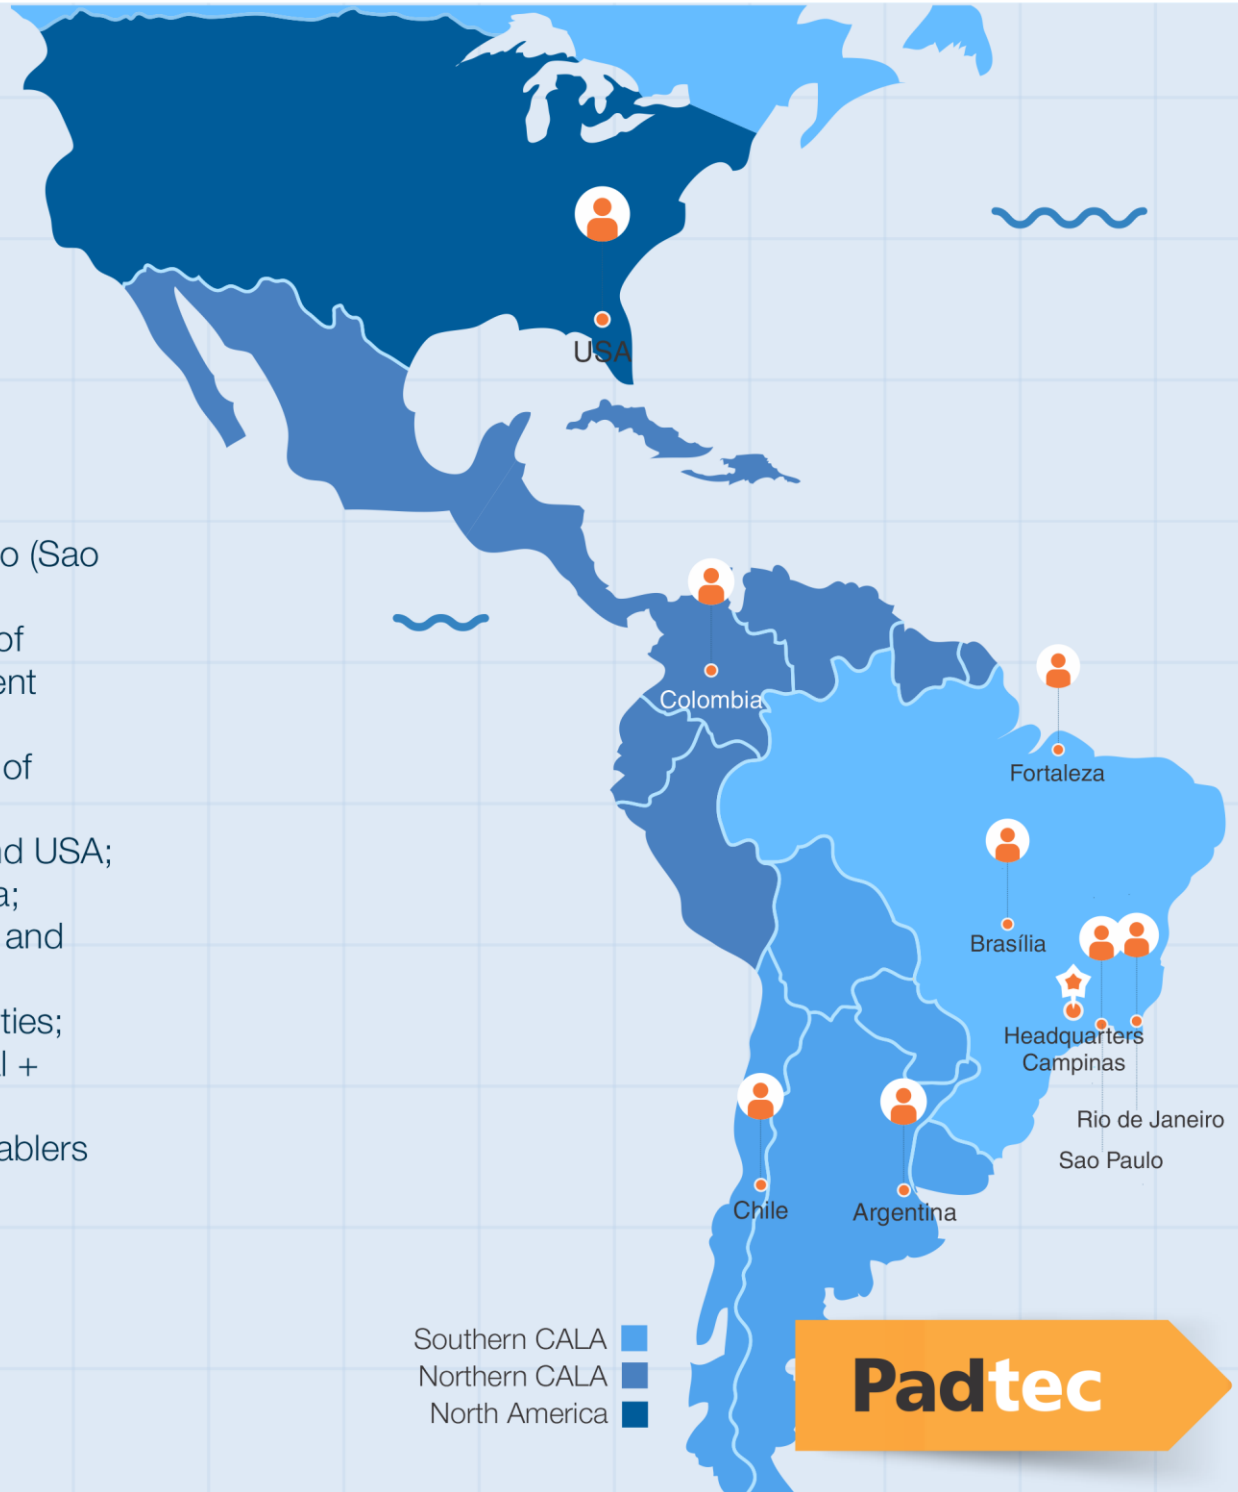 USA
o (Sao
of
ent
of
nd USA;
a;
and
ties;
l +
ablers
Colombia
Fortaleza
Brasília
Headquarters
Campinas
Rio de Janeiro
Sao Paulo
Chile
Argentina
Southern CALA
Northern CALA
North America
Padtec